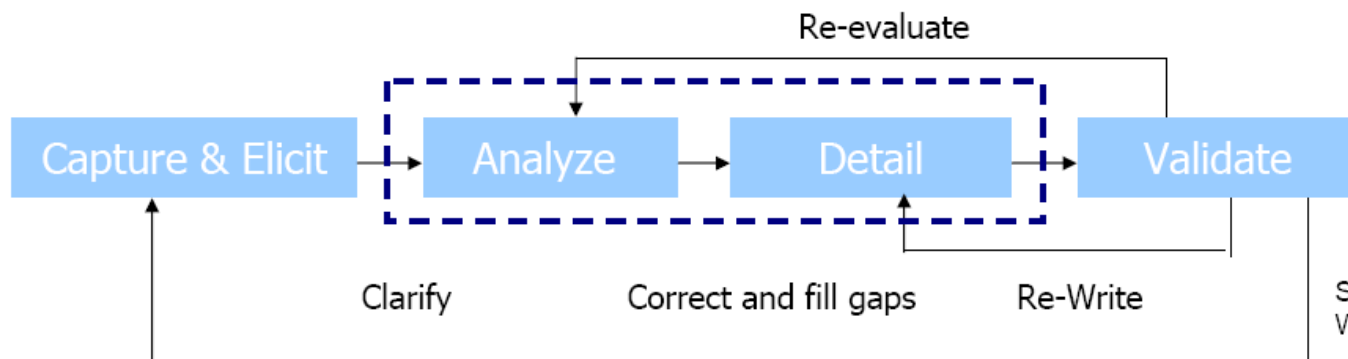 Re-evaluate
Capture & Elicit
Analyze
Detail
Validate
Clarify
Correct and fill gaps
Re-Write